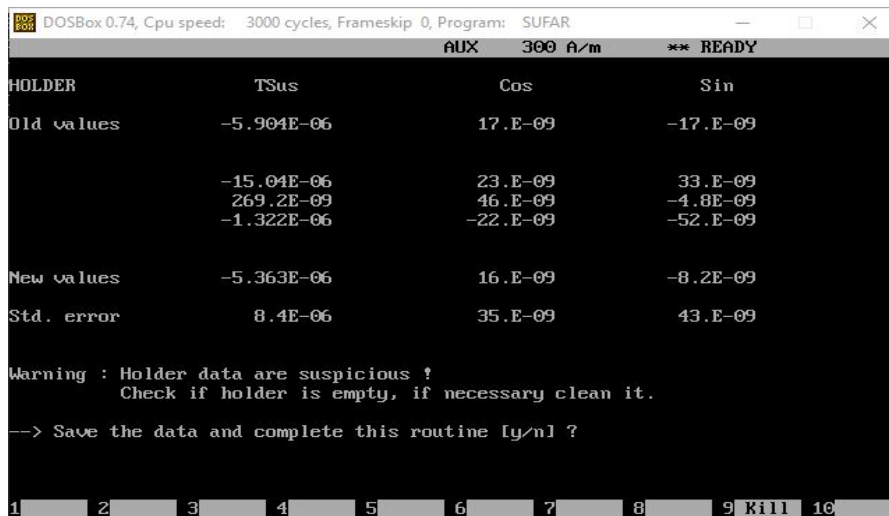 DOSBox 0.74, Cpu speed: 3000 cycles, Frameskip 0, Program: SUFAR
AUX 300 A/m ** READY
HOLDER TSus Cos Sin
Old values -5.904E-06 17.E-09 -17.E-09
-15.04E-06 23.E-09 33.E-09
269.2E-09 46.E-09 -4.8E-09
-1.322E-06 -22.E-09 -52.E-09
New values -5.363E-06 16.E-09 -8.2E-09
Std. error 8.4E-06 35.E-09 43.E-09
Warning : Holder data are suspicious !
Check if holder is empty, if necessary clean it.
--> Save the data and complete this routine [y/n] ?
1 2 3 4 5 6 7 8 9 Kill 10